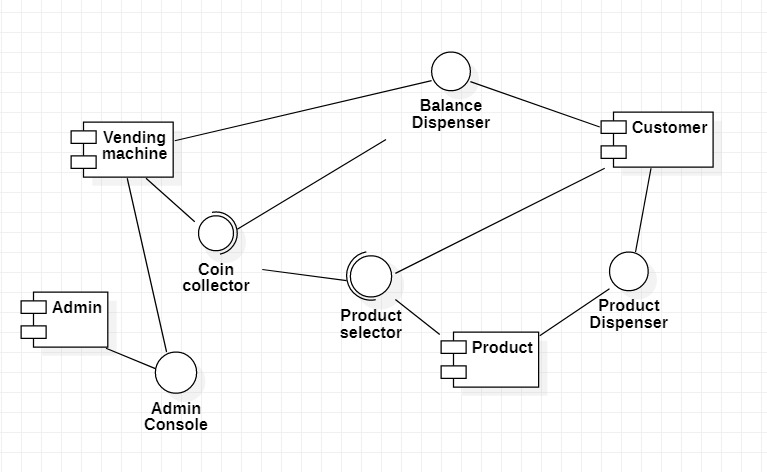 Balance
Dispenser
Vending
machine
Customer
Coin
collector
Admin
Product
selector
Product
Dispenser
Product
Admin
Console